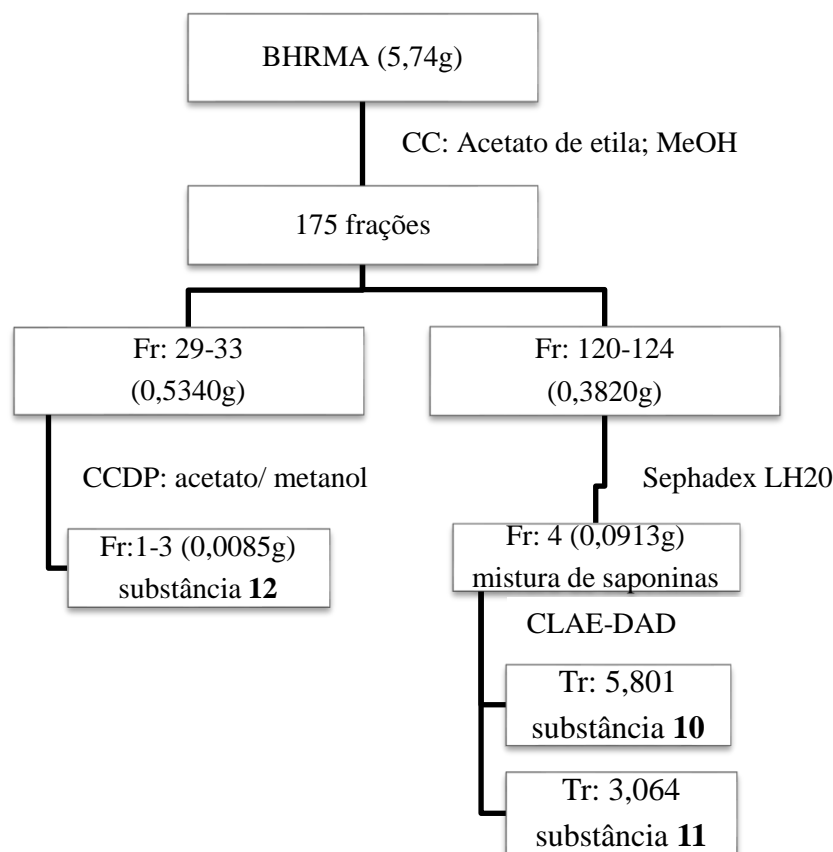 BHRMA (5,74g)
CC: Acetato de etila; MeOH
175 frações
Fr: 29-33
(0,5340g)
Fr: 120-124
(0,3820g)
CCDP: acetato/ metanol
Sephadex LH20
Fr:1-3 (0,0085g)
substância 12
Fr: 4 (0,0913g)
mistura de saponinas
CLAE-DAD
Tr: 5,801
substância 10
Tr: 3,064
substância 11